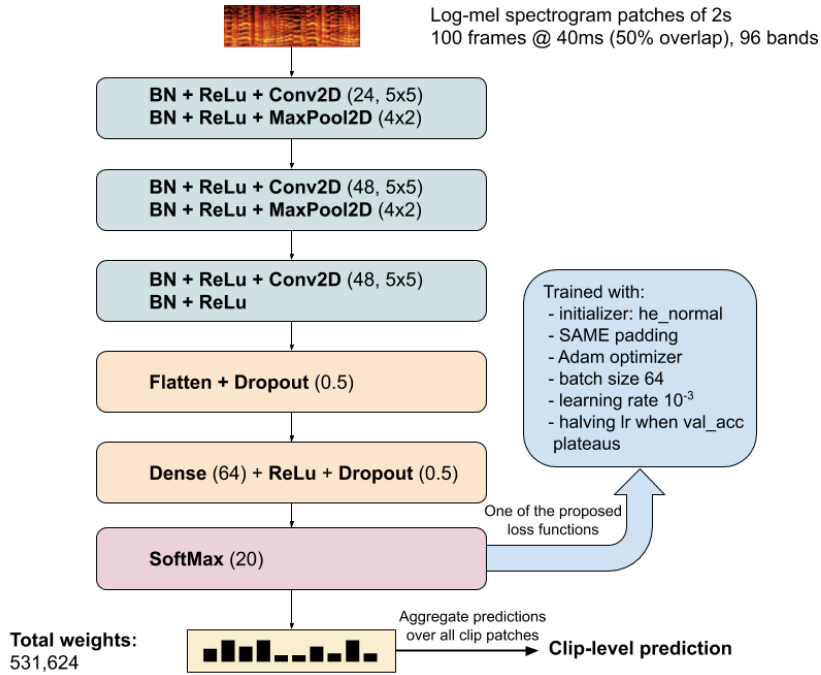 Log-mel spectrogram patches of 2s
100 frames @ 40ms (50% overlap), 96 bands
BN + ReLu + Conv2D (24, 5x5)
BN + ReLu + MaxPool2D (4x2)
BN + ReLu + Conv2D (48, 5x5)
BN + ReLu + MaxPool2D (4x2)
BN + ReLu + Conv2D (48, 5x5)
BN + ReLu
Flatten + Dropout (0.5)
Dense (64) + ReLu + Dropout (0.5)
SoftMax (20)
Trained with:
- initializer: he_normal
- SAME padding
- Adam optimizer
- batch size 64
- learning rate 10⁻³
- halving lr when val_acc
plateaus
One of the proposed
loss functions
Total weights:
531,624
Aggregate predictions
over all clip patches
Clip-level prediction